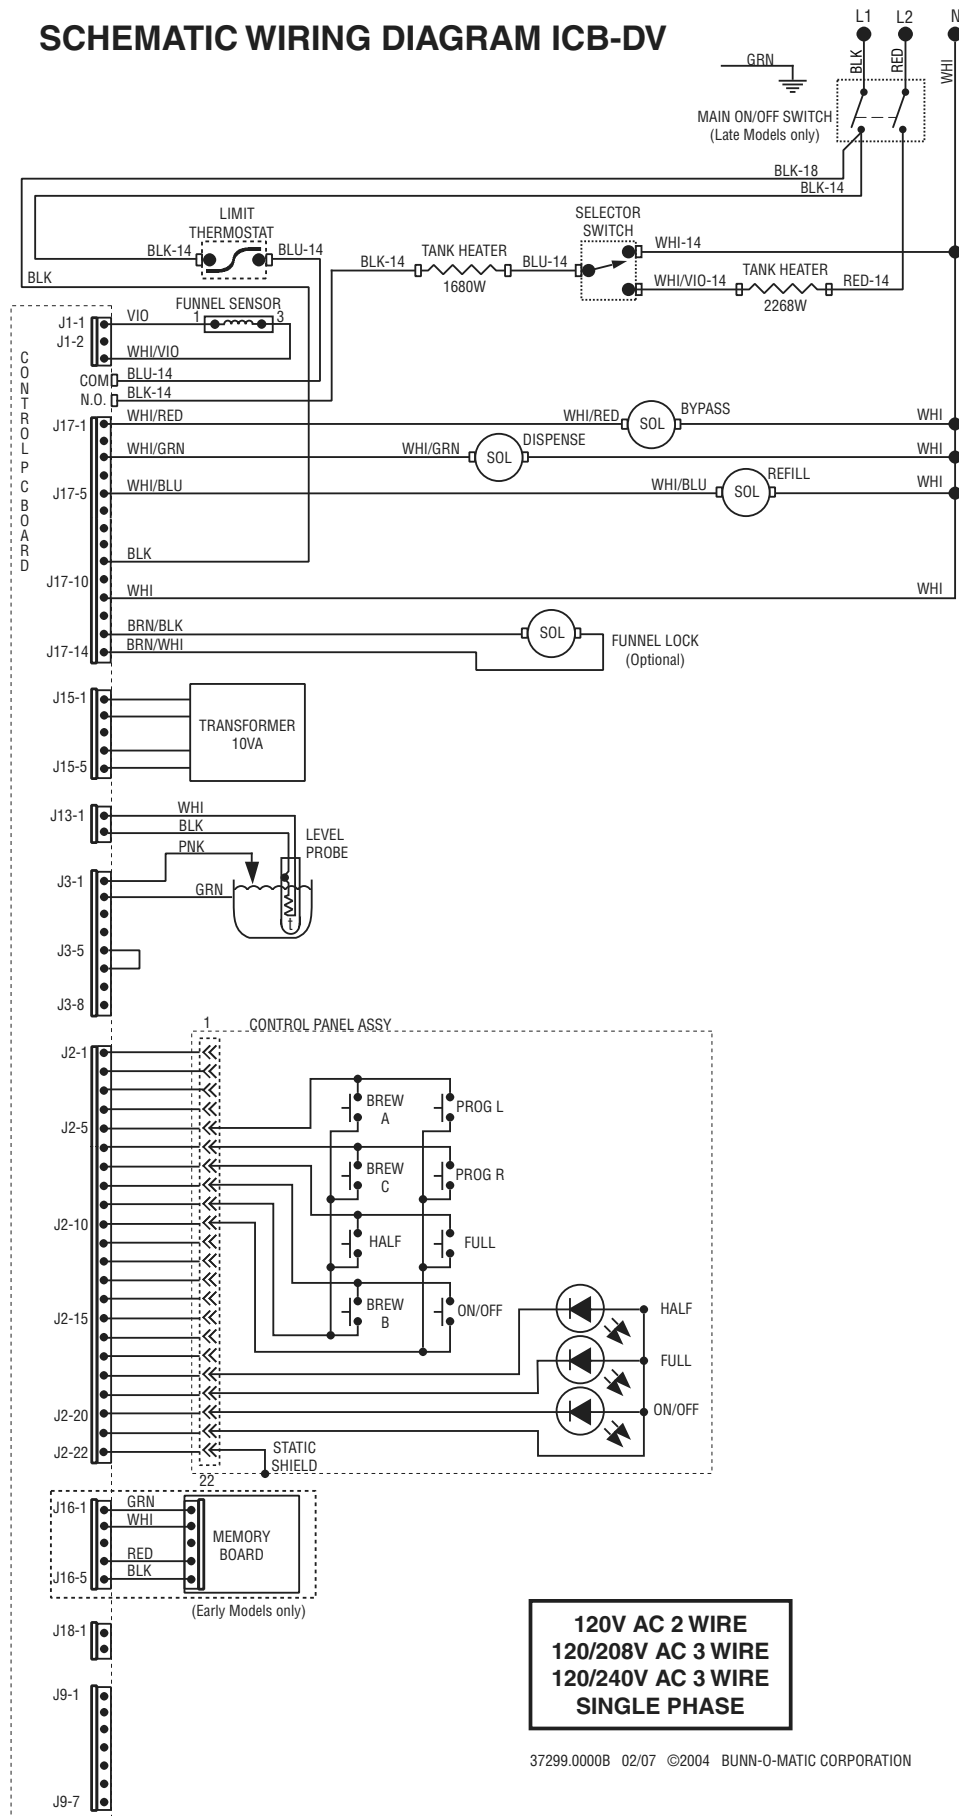 SCHEMATIC WIRING DIAGRAM ICB-DV
L1
L2
N
GRN
BLK
RED
WHI
MAIN ON/OFF SWITCH
(Late Models only)
BLK-18
BLK-14
LIMIT
THERMOSTAT
SELECTOR
SWITCH
BLK-14
BLU-14
BLK-14
TANK HEATER
1680W
BLU-14
WHI-14
WHI/VIO-14
TANK HEATER
2268W
RED-14
BLK
FUNNEL SENSOR
J1-1
VIO
1
3
J1-2
WHI/VIO
CONTROL PC BOARD
COM
BLU-14
N.O.
BLK-14
J17-1
WHI/RED
WHI/RED
SOL
BYPASS
WHI
WHI/GRN
WHI/GRN
SOL
DISPENSE
WHI
J17-5
WHI/BLU
WHI/BLU
SOL
REFILL
WHI
BLK
J17-10
WHI
WHI
BRN/BLK
SOL
FUNNEL LOCK
(Optional)
J17-14
BRN/WHI
J15-1
TRANSFORMER
10VA
J15-5
J13-1
WHI
BLK
LEVEL
PROBE
PNK
J3-1
GRN
t
J3-5
J3-8
1
CONTROL PANEL ASSY
J2-1
BREW
A
PROG L
J2-5
BREW
C
PROG R
J2-10
HALF
FULL
BREW
B
ON/OFF
J2-15
HALF
FULL
J2-20
ON/OFF
J2-22
STATIC
SHIELD
22
J16-1
GRN
WHI
MEMORY
BOARD
RED
J16-5
BLK
(Early Models only)
J18-1
J9-1
J9-7
120V AC 2 WIRE
120/208V AC 3 WIRE
120/240V AC 3 WIRE
SINGLE PHASE
37299.0000B 02/07 ©2004 BUNN-O-MATIC CORPORATION